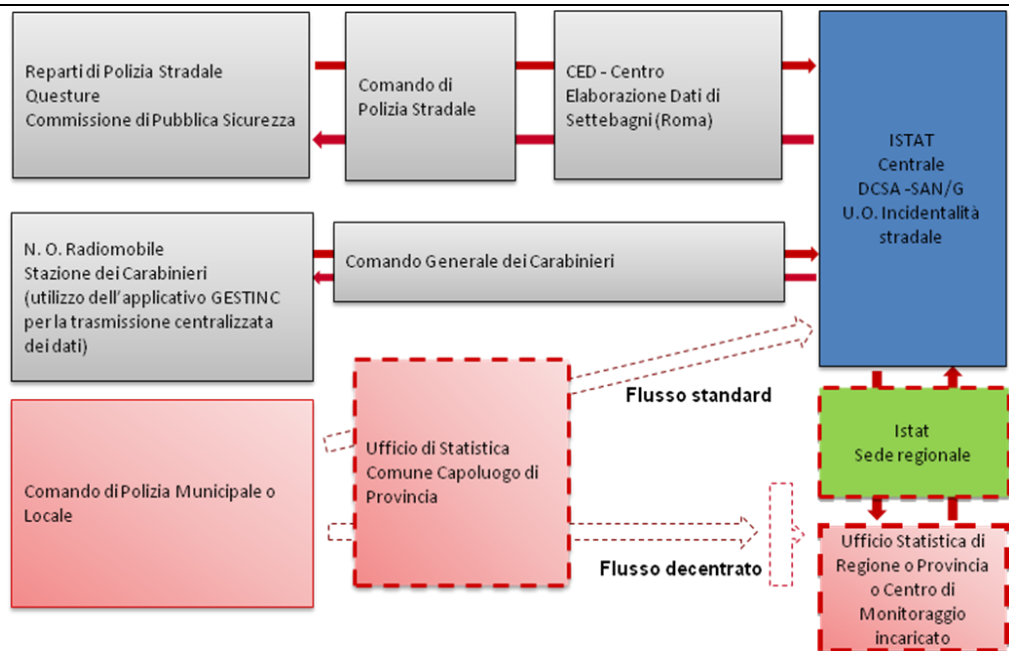 Reparti di Polizia Stradale
Questure
Commissione di Pubblica Sicurezza
Comando di
Polizia Stradale
CED - Centro
Elaborazione Dati di
Settebagni (Roma)
ISTAT
Centrale
DCSA -SAN/G
U.O. Incidentalità
stradale
N. O. Radiomobile
Stazione dei Carabinieri
(utilizzo dell'applicativo GESTINC
per la trasmissione centralizzata
dei dati)
Comando Generale dei Carabinieri
Flusso standard
Comando di Polizia Municipale o
Locale
Ufficio di Statistica
Comune Capoluogo di
Provincia
Flusso decentrato
Istat
Sede regionale
Ufficio Statistica di
Regione o Provincia
o Centro di
Monitoraggio
incaricato